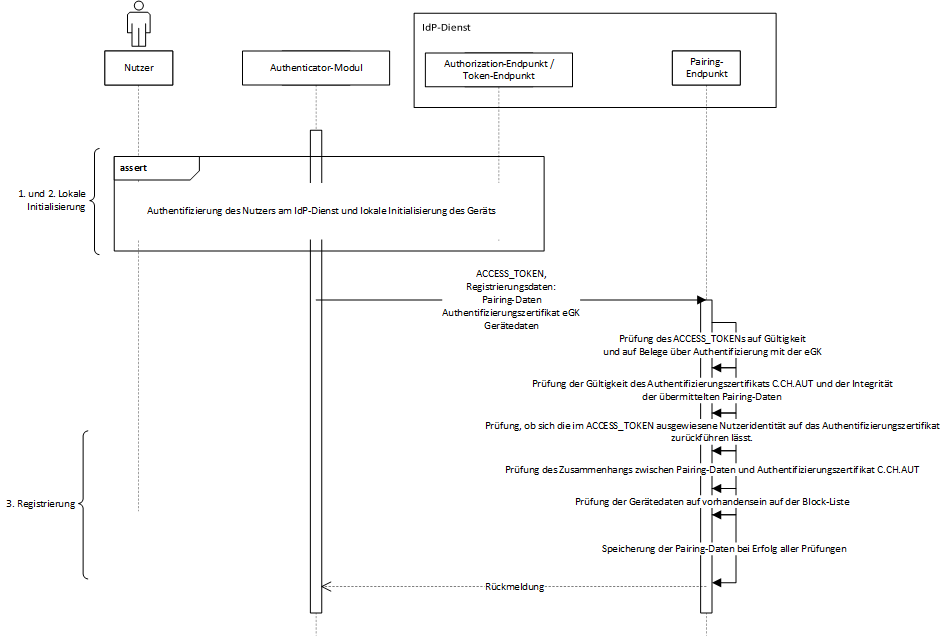 IdP-Dienst
Nutzer
Authenticator-Modul
Authorization-Endpunkt /
Token-Endpunkt
Pairing-
Endpunkt
assert
1. und 2. Lokale
Initialisierung
Authentifizierung des Nutzers am IdP-Dienst und lokale Initialisierung des Geräts
ACCESS_TOKEN,
Registrierungsdaten:
Pairing-Daten
Authentifizierungszertifikat eGK
Gerätedaten
Prüfung des ACCESS_TOKENs auf Gültigkeit
und auf Belege über Authentifizierung mit der eGK
Prüfung der Gültigkeit des Authentifizierungszertifikats C.CH.AUT und der Integrität
der übermittelten Pairing-Daten
Prüfung, ob sich die im ACCESS_TOKEN ausgewiesene Nutzeridentität auf das Authentifizierungszertifikat
zurückführen lässt.
Prüfung des Zusammenhangs zwischen Pairing-Daten und Authentifizierungszertifikat C.CH.AUT
3. Registrierung
Prüfung der Gerätedaten auf vorhandensein auf der Block-Liste
Speicherung der Pairing-Daten bei Erfolg aller Prüfungen
Rückmeldung